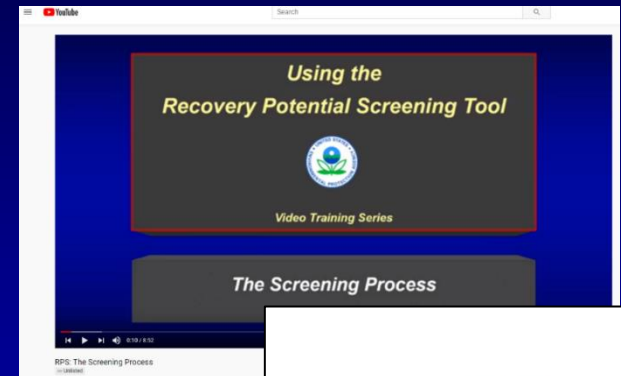 YouTube
Search
Using the
Recovery Potential Screening Tool
Video Training Series
The Screening Process
0:10 / 8:52
RPS: The Screening Process
Unlisted